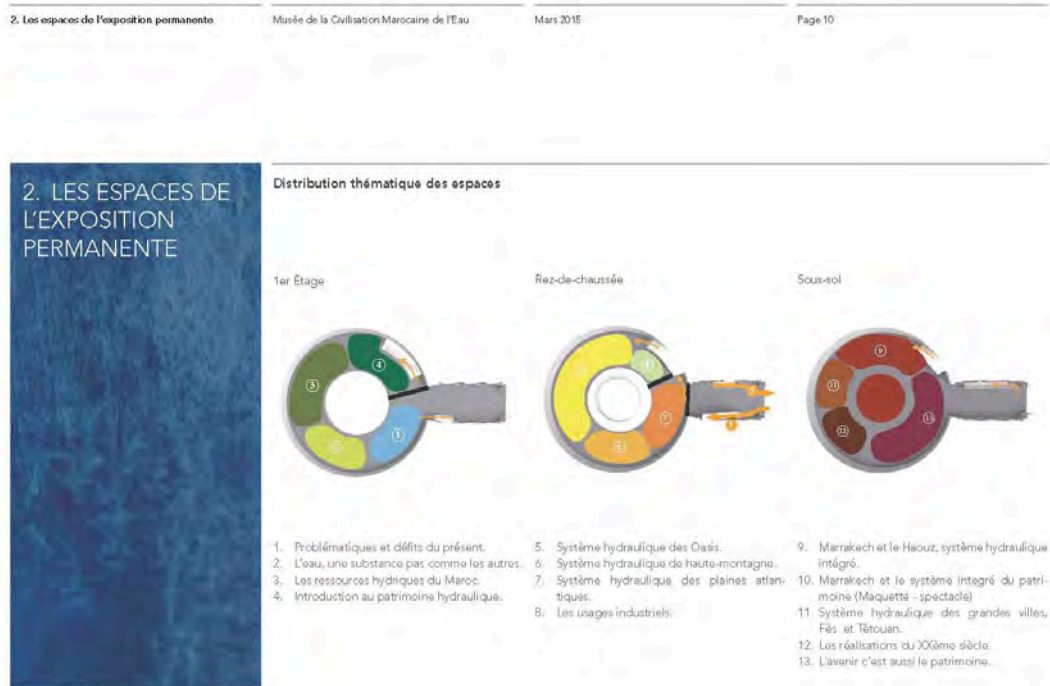 2. Les espaces de l'exposition permanente
Musée de la Civilisation Marocaine de l'Eau
Mars 2015
Page 10
2. LES ESPACES DE
L'EXPOSITION
PERMANENTE
Distribution thématique des espaces
1er Étage
Rez-de-chaussée
Sous-sol
4
3
1
7
9
13
1. Problématiques et défits du présent.
2. L'eau, une substance pas comme les autres.
3. Les ressources hydriques du Maroc.
4. Introduction au patrimoine hydraulique.
5. Système hydraulique des Oasis.
6. Système hydraulique de haute-montagne.
7. Système hydraulique des plaines atlan-
tiques.
8. Les usages industriels.
9. Marrakech et le Haouz, système hydraulique
intégré.
10. Marrakech et le système integré du patri-
moine (Maquette - spectacle)
11. Système hydraulique des grandes villes,
Fès et Tétouan.
12. Les réalisations du XXème siècle.
13. L'avenir c'est aussi le patrimoine.